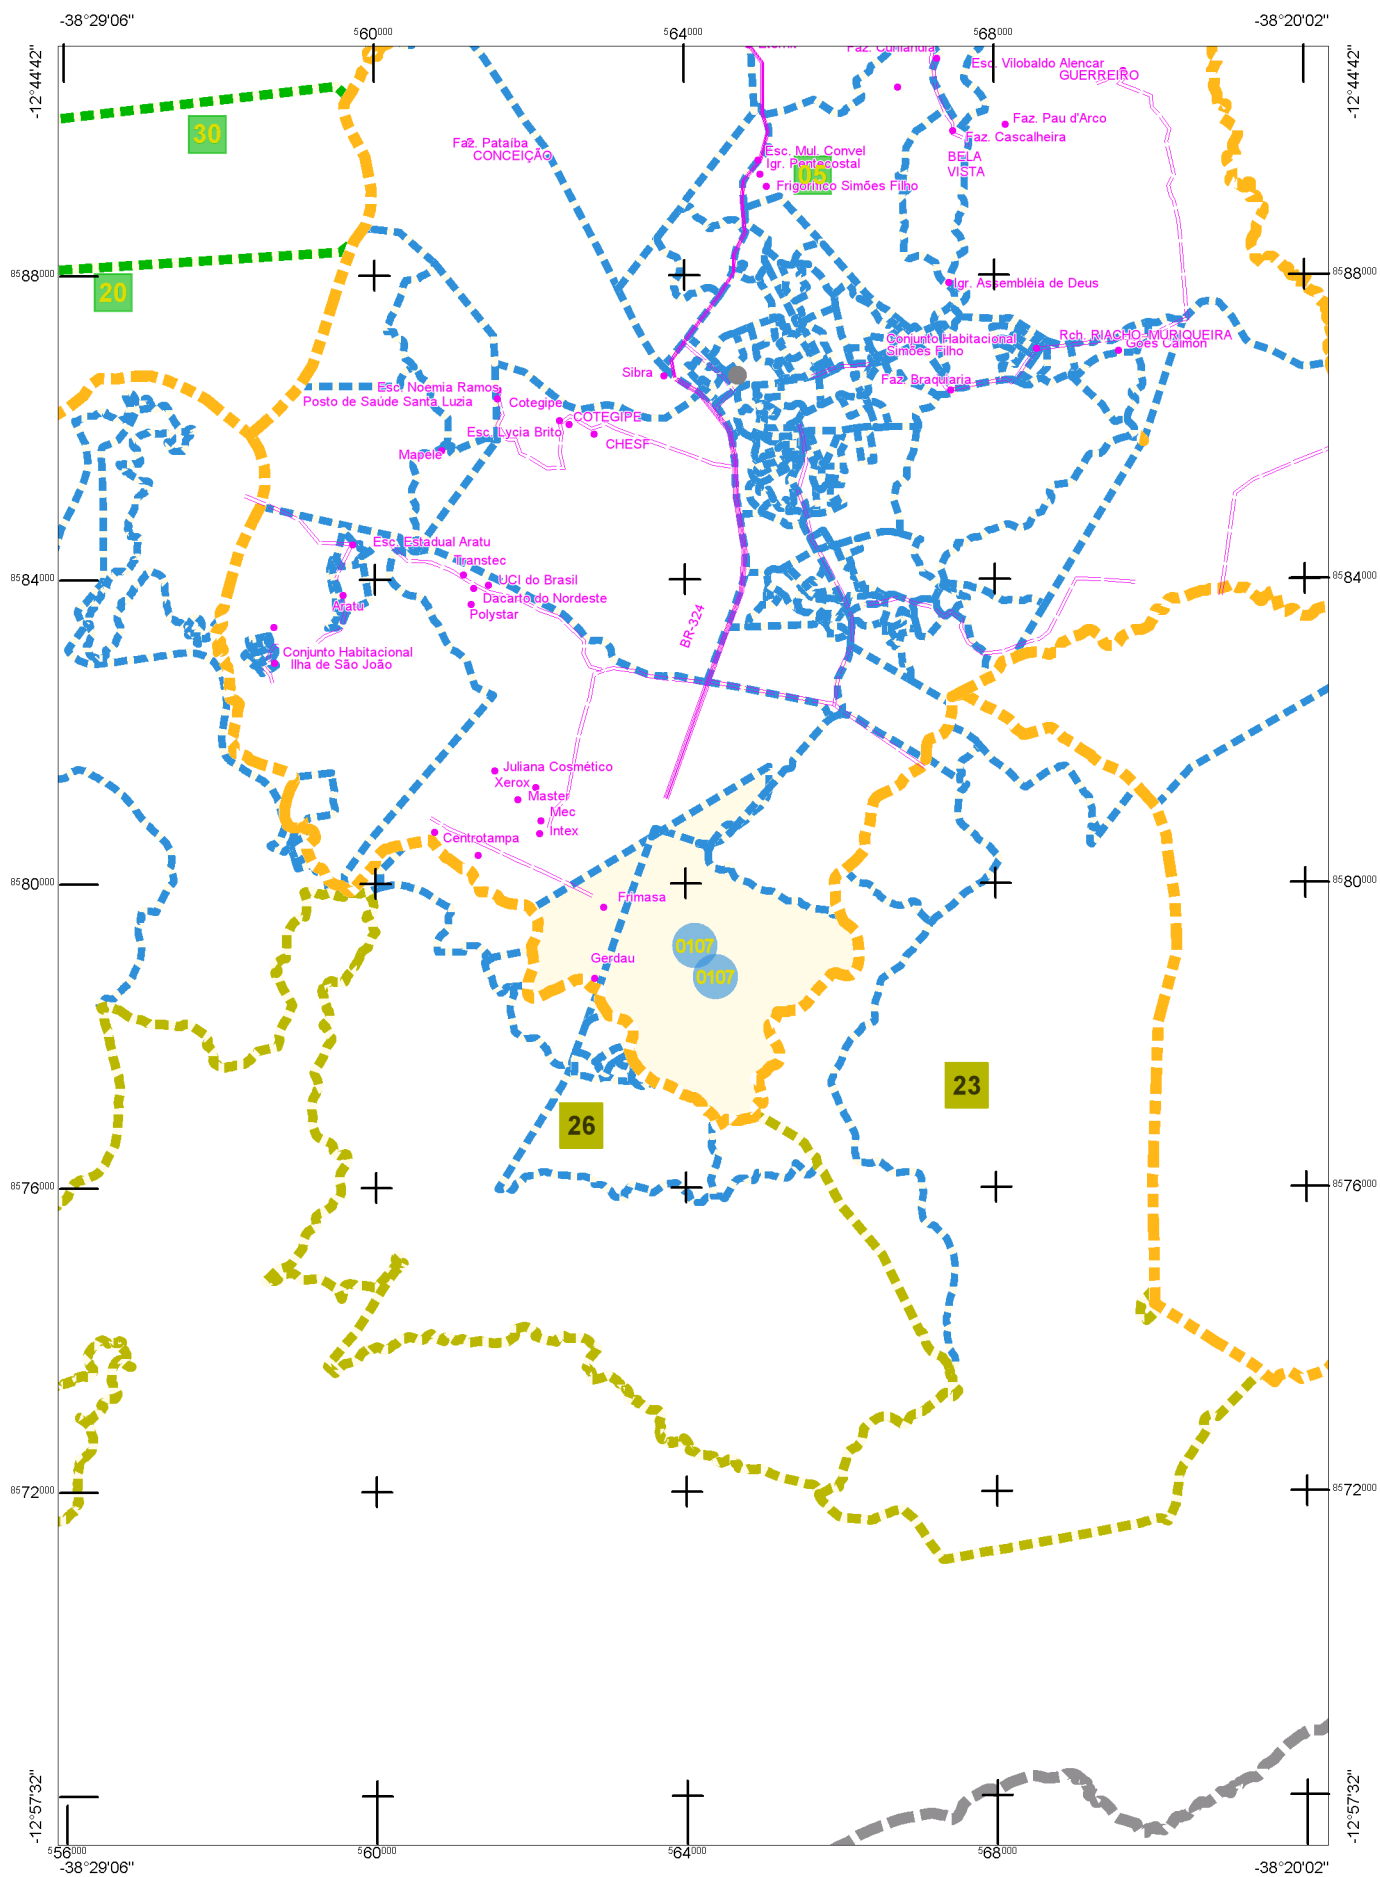 -38°29'06"
-38°20'02"
560000
564000
568000
-12°44'42"
-12°44'42"
Faz. Cunlândia
Esc. Vilobaldo Alencar
GUERREIRO
30
Faz. Pau d'Arco
Faz. Cascalheira
Faz. Pataíba
CONCEIÇÃO
Esc. Mul. Convel
Igr. Pentecostal
BELA
VISTA
05
Frigorífico Simões Filho
8588000
8588000
20
Igr. Assembléia de Deus
Rch. RIACHO-MURIQUEIRA
Góes Calmon
Conjunto Habitacional
Simões Filho
Sibra
Faz. Braquiaria
Esc. Noemia Ramos
Posto de Saúde Santa Luzia
Cotegipe
COTEGIPE
Esc. Lycia Brito
CHESF
Mapele
Esc. Estadual Aratu
Transtec
8584000
8584000
UCI do Brasil
Dacarto do Nordeste
Aratu
Polystar
BR-324
Conjunto Habitacional
Ilha de São João
Juliana Cosmético
Xerox
Master
Mec
Intex
Centrotampa
8580000
8580000
Frimasa
0107
Gerdau
0107
23
26
8576000
8576000
8572000
8572000
-12°57'32"
-12°57'32"
556000
560000
564000
568000
-38°29'06"
-38°20'02"